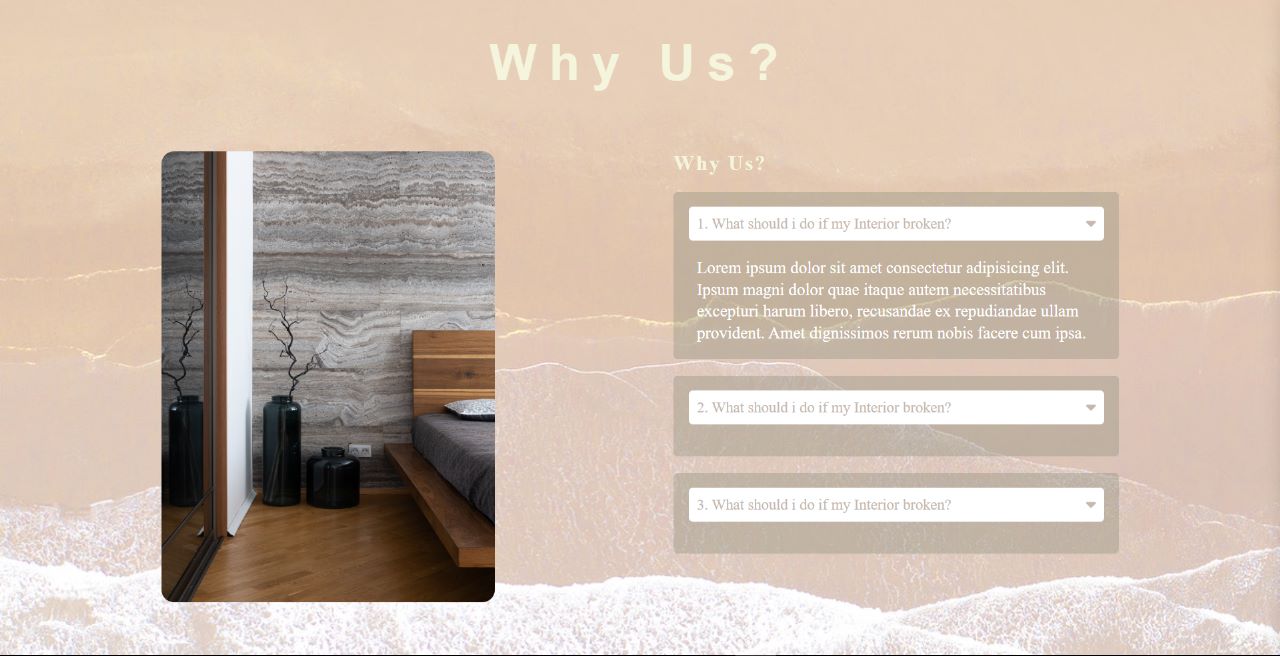 Why Us?
Why Us?
1. What should i do if my Interior broken?
Lorem ipsum dolor sit amet consectetur adipisicing elit.
Ipsum magni dolor quae itaque autem necessitatibus
excepturi harum libero, recusandae ex repudiandae ullam
provident. Amet dignissimos rerum nobis facere cum ipsa.
2. What should i do if my Interior broken?
3. What should i do if my Interior broken?